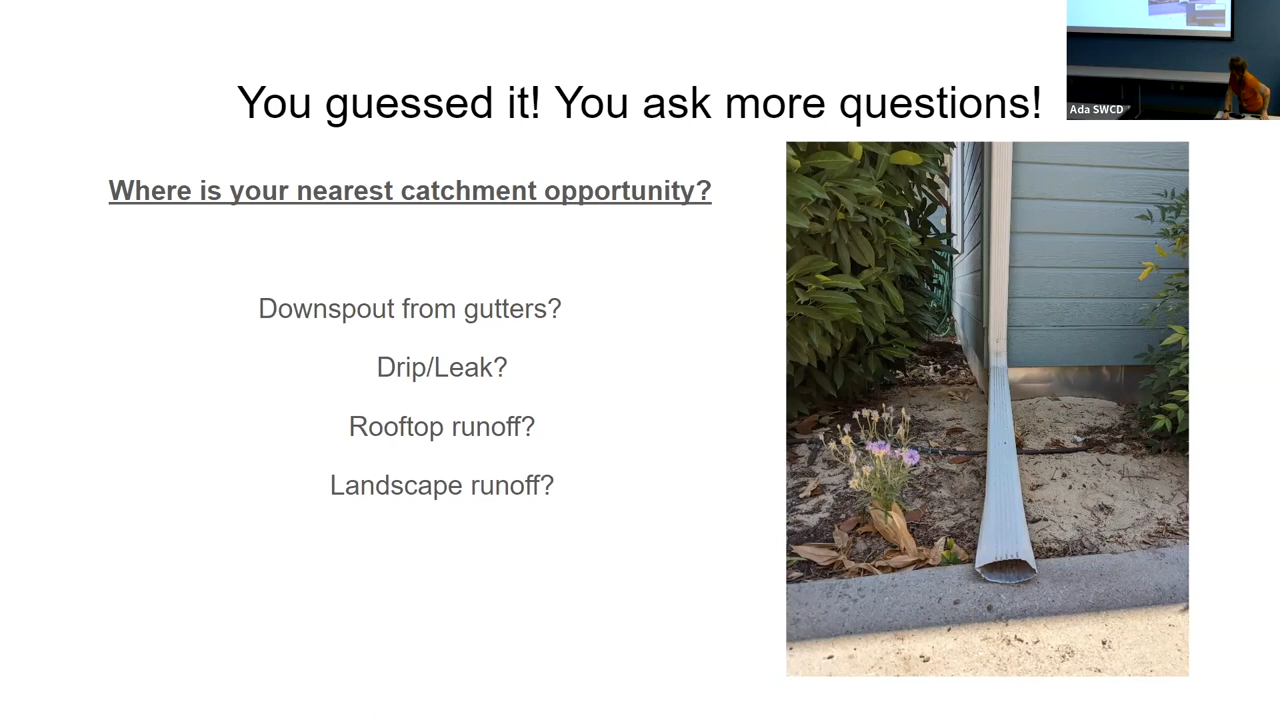 You guessed it! You ask more questions!
Ada SWCD
Where is your nearest catchment opportunity?
Downspout from gutters?
Drip/Leak?
Rooftop runoff?
Landscape runoff?